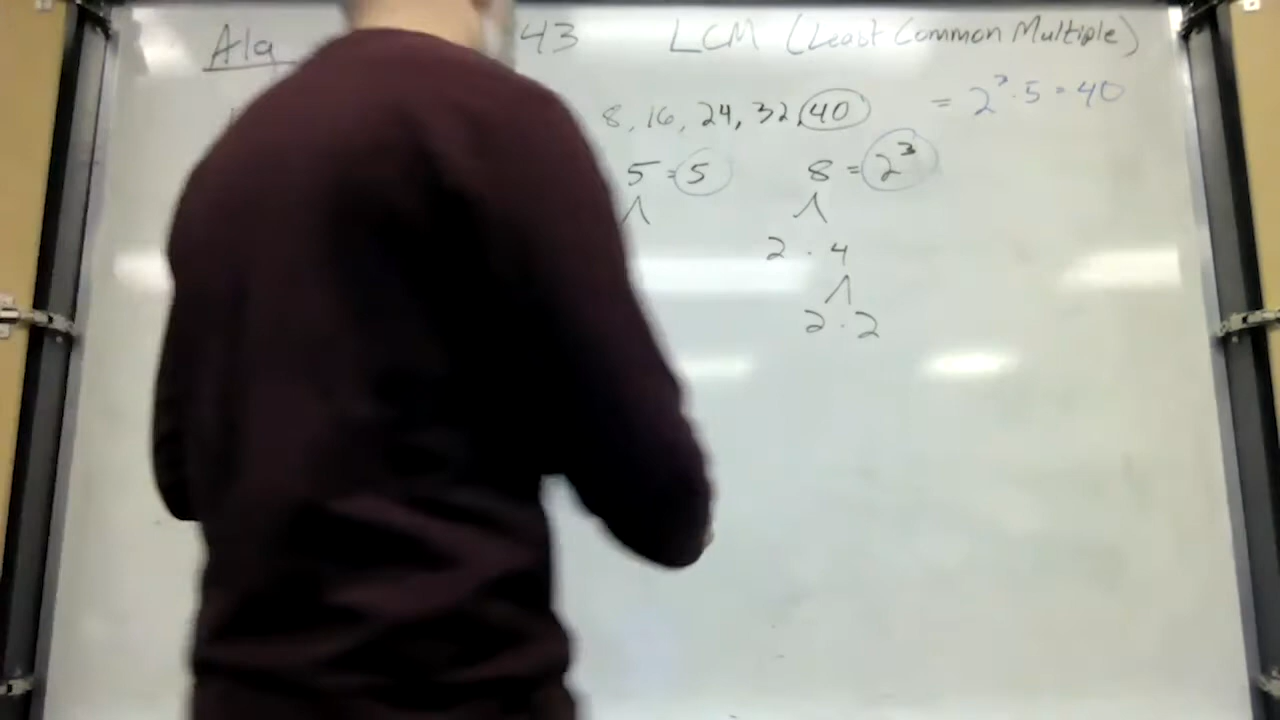 Ala 43 LCM (Least Common Multiple)
8, 16, 24, 32, 40 = 2³ · 5 = 40
5 = 5 8 = 2³
2 · 4
2 · 2